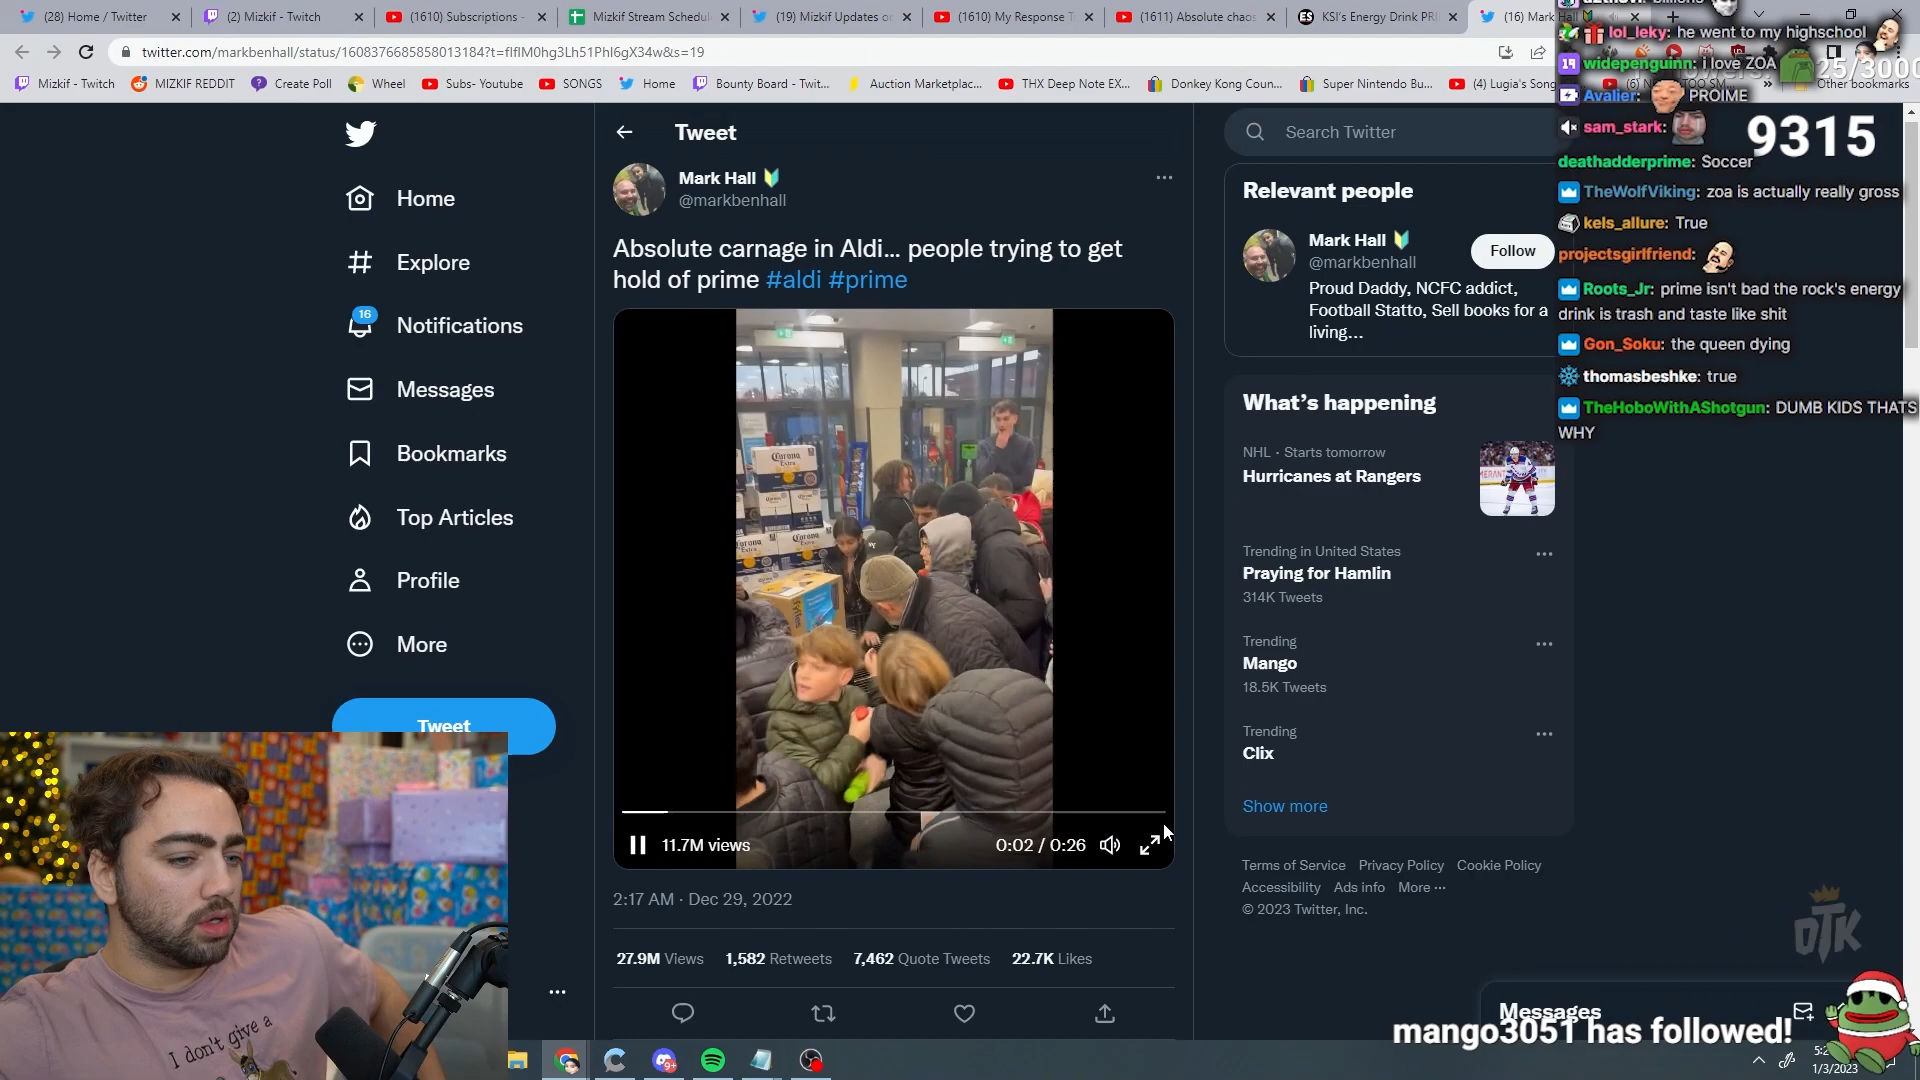 (28) Home / Twitter
(2) Mizkif - Twitch
(1610) Subscriptions -
Mizkif Stream Schedul
(19) Mizkif Updates o
(1610) My Response T
(1611) Absolute chaos
KSI's Energy Drink PR
(16) Mark Hall
twitter.com/markbenhall/status/1608376685858013184?t=flflM0hg3Lh51Phl6gX34w&s=19
Mizkif - Twitch
MIZKIF REDDIT
Create Poll
Wheel
Subs- Youtube
SONGS
Home
Bounty Board - Twit...
Auction Marketplac...
THX Deep Note EX...
Donkey Kong Coun...
Super Nintendo Bu...
(4) Lugia's Song
Other bookmarks
25/3000
9315
lol_leky: he went to my highschool
widepenguinn: i love ZOA
Avalier: PROIME
sam_stark:
deathadderprime: Soccer
TheWolfViking: zoa is actually really gross
kels_allure: True
projectsgirlfriend:
Roots_Jr: prime isn't bad the rock's energy
drink is trash and taste like shit
Gon_Soku: the queen dying
thomasbeshke: true
TheHoboWithAShotgun: DUMB KIDS THATS
WHY
Home
Explore
16
Notifications
Messages
Bookmarks
Top Articles
Profile
More
Tweet
Tweet
Mark Hall
@markbenhall
Absolute carnage in Aldi... people trying to get
hold of prime #aldi #prime
Corona
Extra
Corona
Extra
Corona
Extra
fyffes
11.7M views
0:02 / 0:26
2:17 AM · Dec 29, 2022
27.9M Views
1,582 Retweets
7,462 Quote Tweets
22.7K Likes
Search Twitter
Relevant people
Mark Hall
@markbenhall
Follow
Proud Daddy, NCFC addict,
Football Statto, Sell books for a
living...
What's happening
NHL · Starts tomorrow
Hurricanes at Rangers
Trending in United States
Praying for Hamlin
314K Tweets
Trending
Mango
18.5K Tweets
Trending
Clix
Show more
Terms of Service
Privacy Policy
Cookie Policy
Accessibility
Ads info
More ...
© 2023 Twitter, Inc.
OTK
Messages
mango3051 has followed!
I don't give a
1/3/2023